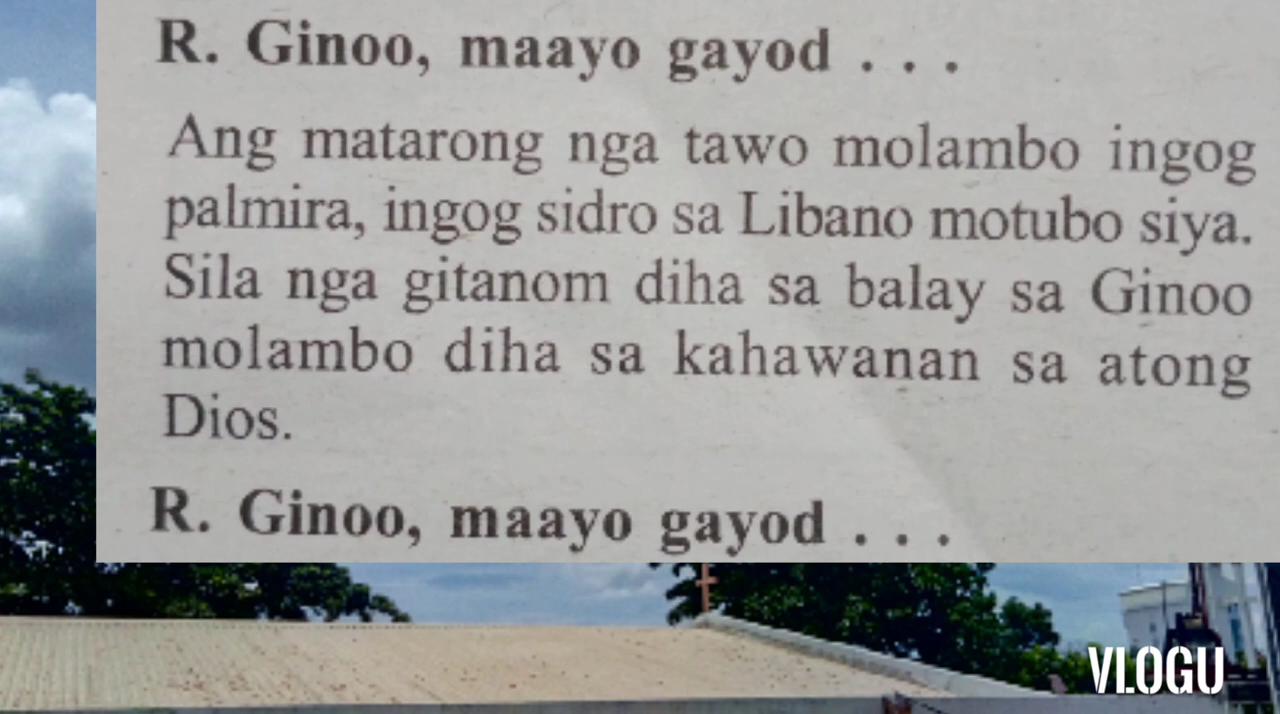 R. Ginoo, maayo gayod . . .
Ang matarong nga tawo molambo ingog
palmira, ingog sidro sa Libano motubo siya.
Sila nga gitanom diha sa balay sa Ginoo
molambo diha sa kahawanan sa atong
Dios.
R. Ginoo, maayo gayod . . .
VLOGU